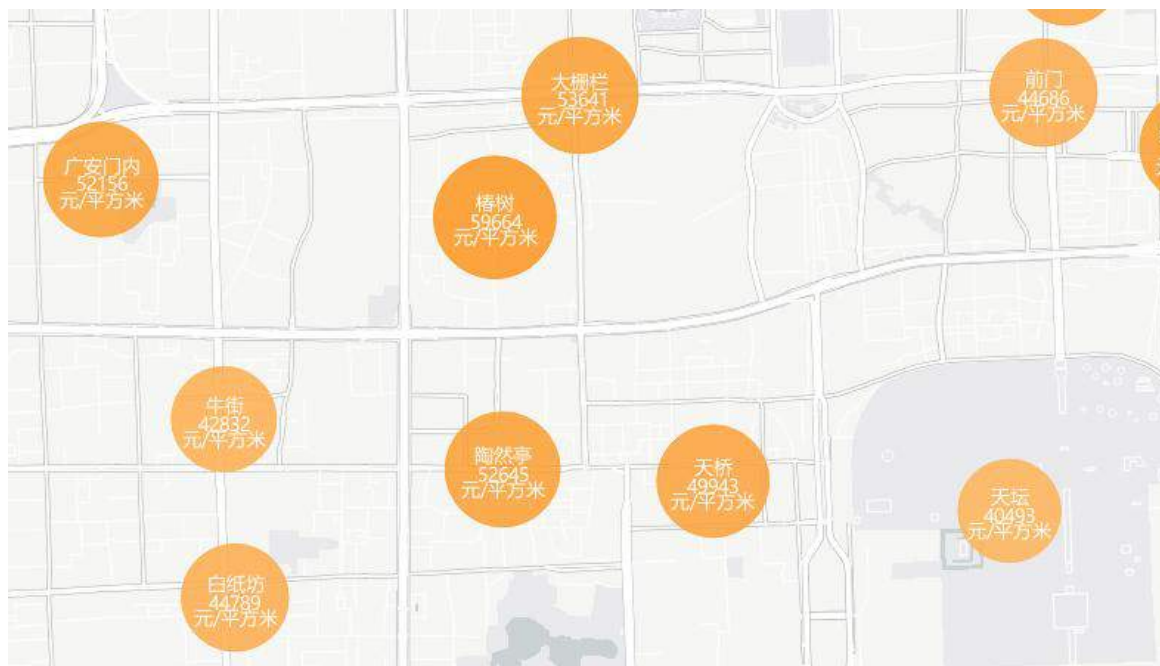 大栅栏
53641
元/平方米
前门
44686
元/平方米
广安门内
52156
元/平方米
椿树
59664
元/平方米
牛街
42832
元/平方米
陶然亭
52645
元/平方米
天桥
49943
元/平方米
天坛
40493
元/平方米
白纸坊
44789
元/平方米